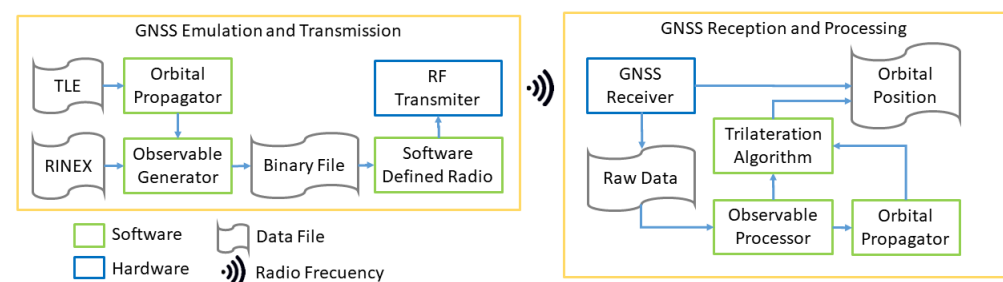 GNSS Emulation and Transmission
TLE
Orbital
Propagator
RF
Transmiter
RINEX
Observable
Generator
Binary File
Software
Defined Radio
GNSS Reception and Processing
GNSS
Receiver
Orbital
Position
Trilateration
Algorithm
Raw Data
Observable
Processor
Orbital
Propagator
Software
Data File
Hardware
Radio Frecuency